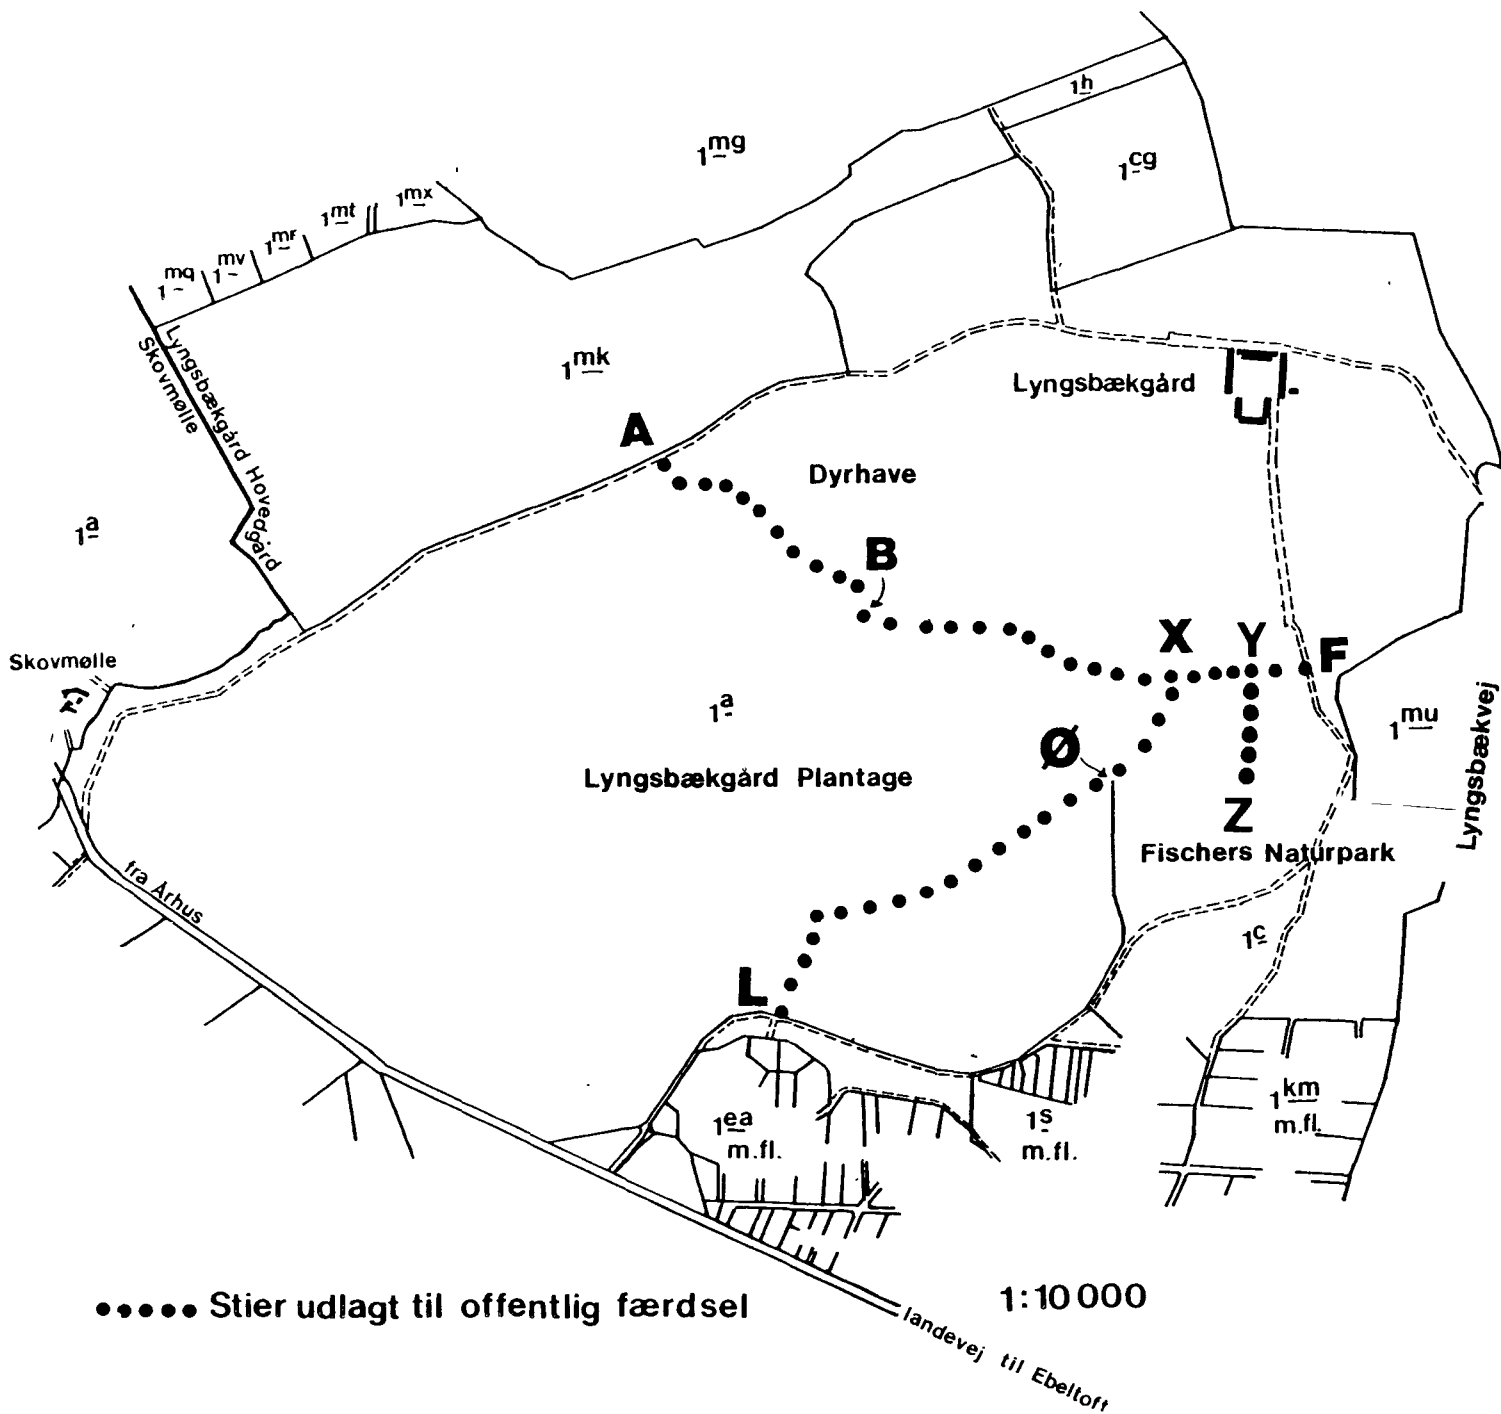 1h
1mg
1cg
1mx
1mt
1mr
1mv
1mq
Lyngsbækgård Hovedgård
Skovmølle
1mk
Lyngsbækgård
A
Dyrhave
1a
B
X
Y
F
Skovmølle
1a
1mu
Lyngsbækvej
Ø
Lyngsbækgård Plantage
Z
Fischers Naturpark
fra Århus
1c
L
1ea
m.fl.
1s
m.fl.
1km
m.fl.
Stier udlagt til offentlig færdsel
1:10 000
landevej til Ebeltoft